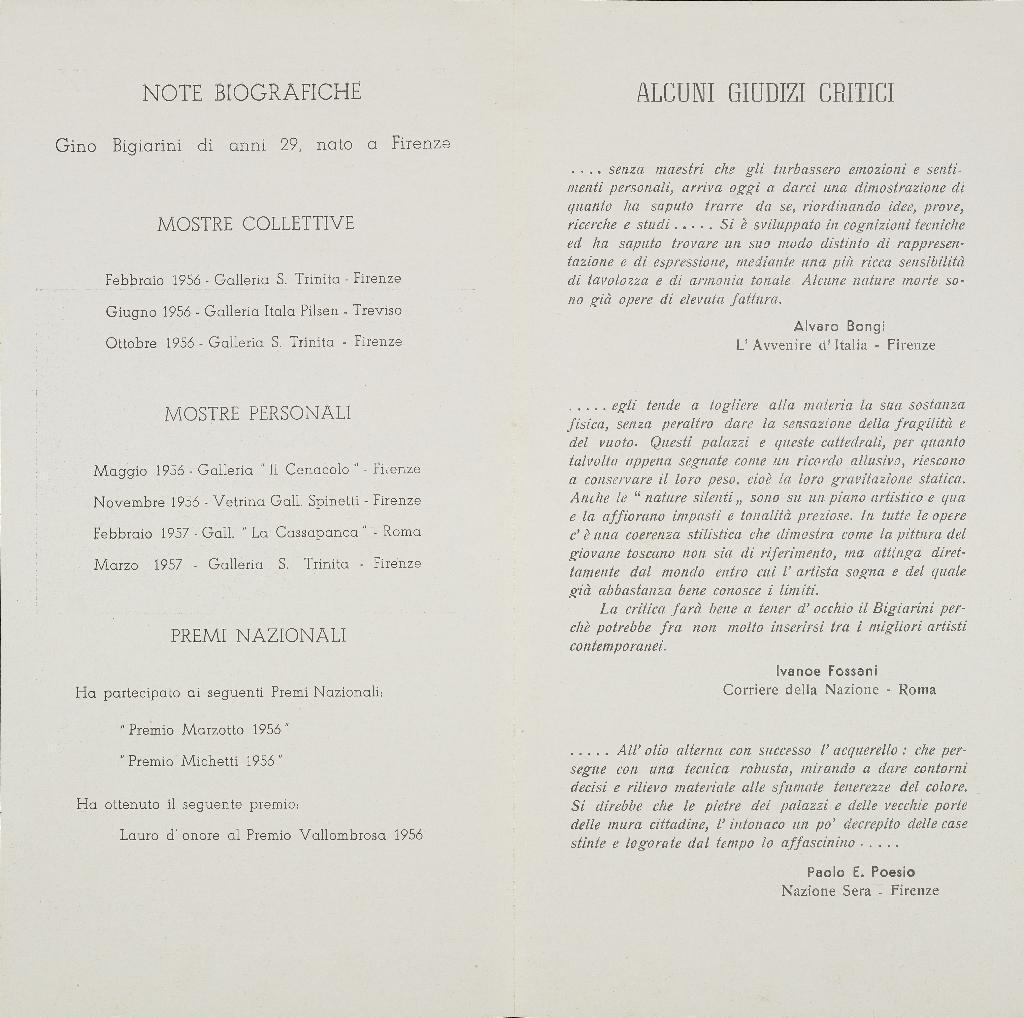 NOTE BIOGRAFICHE
Gino Bigiarini di anni 29, nato a Firenze
MOSTRE COLLETTIVE
Febbraio 1956 - Galleria S. Trinita - Firenze
Giugno 1956 - Galleria Itala Pilsen - Treviso
Ottobre 1956 - Galleria S. Trinita - Firenze
MOSTRE PERSONALI
Maggio 1956 - Galleria " Il Cenacolo " - Firenze
Novembre 1956 - Vetrina Gall. Spinetti - Firenze
Febbraio 1957 - Gall. " La Cassapanca " - Roma
Marzo 1957 - Galleria S. Trinita - Firenze
PREMI NAZIONALI
Ha partecipato ai seguenti Premi Nazionali:
" Premio Marzotto 1956 "
" Premio Michetti 1956 "
Ha ottenuto il seguente premio:
Lauro d' onore al Premio Vallombrosa 1956
ALCUNI GIUDIZI CRITICI
. . . . senza maestri che gli turbassero emozioni e senti-
menti personali, arriva oggi a darci una dimostrazione di
quanto ha saputo trarre da se, riordinando idee, prove,
ricerche e studi . . . . . Si è sviluppato in cognizioni tecniche
ed ha saputo trovare un suo modo distinto di rappresen-
tazione e di espressione, mediante una più ricca sensibilità
di tavolozza e di armonia tonale. Alcune nature morte so-
no già opere di elevata fattura.
Alvaro Bongi
L' Avvenire d' Italia - Firenze
. . . . . egli tende a togliere alla materia la sua sostanza
fisica, senza peraltro dare la sensazione della fragilità e
del vuoto. Questi palazzi e queste cattedrali, per quanto
talvolta appena segnate come un ricordo allusivo, riescono
a conservare il loro peso, cioè la loro gravitazione statica.
Anche le " nature silenti „ sono su un piano artistico e qua
e la affiorano impasti e tonalità preziose. In tutte le opere
c' è una coerenza stilistica che dimostra come la pittura del
giovane toscano non sia di riferimento, ma attinga diret-
tamente dal mondo entro cui l' artista sogna e del quale
già abbastanza bene conosce i limiti.
La critica farà bene a tener d' occhio il Bigiarini per-
chè potrebbe fra non molto inserirsi tra i migliori artisti
contemporanei.
Ivanoe Fossani
Corriere della Nazione - Roma
. . . . . All' olio alterna con successo l' acquerello : che per-
segue con una tecnica robusta, mirando a dare contorni
decisi e rilievo materiale alle sfumate tenerezze del colore.
Si direbbe che le pietre dei palazzi e delle vecchie porte
delle mura cittadine, l' intonaco un po' decrepito delle case
stinte e logorate dal tempo lo affascinino . . . . .
Paolo E. Poesio
Nazione Sera - Firenze